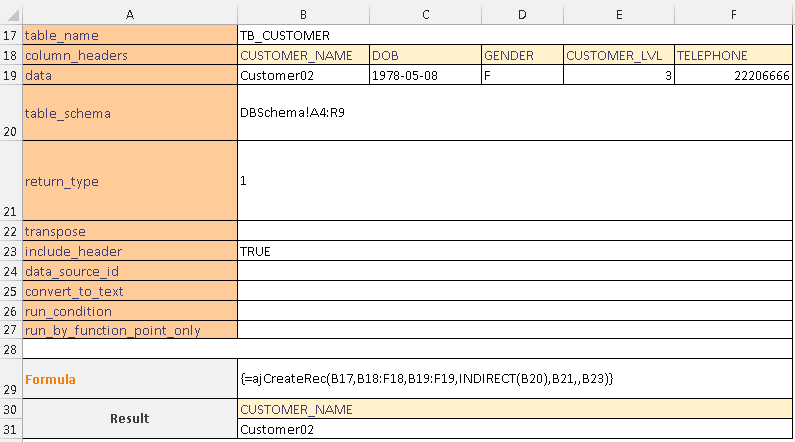 A B C D E F
17 table_name TB_CUSTOMER
18 column_headers CUSTOMER_NAME DOB GENDER CUSTOMER_LVL TELEPHONE
19 data Customer02 1978-05-08 F 3 22206666
20 table_schema DBSchema!A4:R9
21 return_type 1
22 transpose
23 include_header TRUE
24 data_source_id
25 convert_to_text
26 run_condition
27 run_by_function_point_only
28
29 Formula {=ajCreateRec(B17,B18:F18,B19:F19,INDIRECT(B20),B21,,B23)}
30 Result CUSTOMER_NAME
31 Customer02